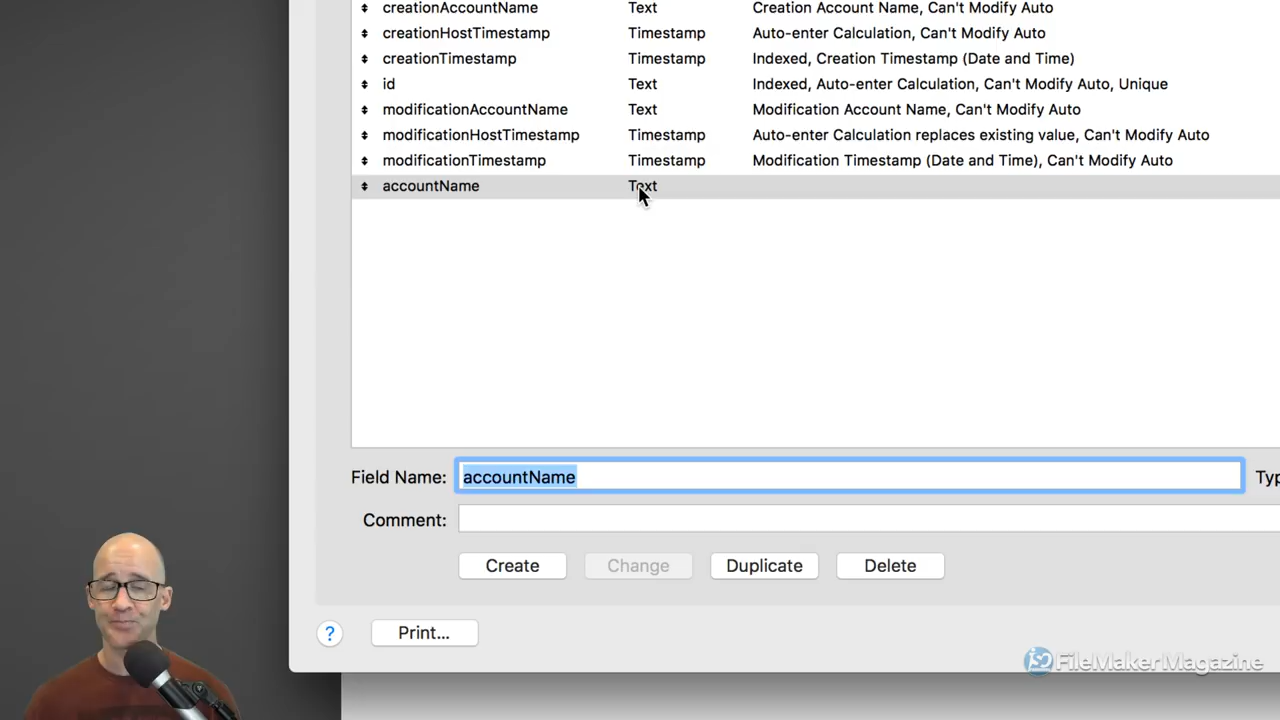 creationAccountName Text Creation Account Name, Can't Modify Auto
creationHostTimestamp Timestamp Auto-enter Calculation, Can't Modify Auto
creationTimestamp Timestamp Indexed, Creation Timestamp (Date and Time)
id Text Indexed, Auto-enter Calculation, Can't Modify Auto, Unique
modificationAccountName Text Modification Account Name, Can't Modify Auto
modificationHostTimestamp Timestamp Auto-enter Calculation replaces existing value, Can't Modify Auto
modificationTimestamp Timestamp Modification Timestamp (Date and Time), Can't Modify Auto
accountName Text
Field Name: accountName Typ
Comment:
Create Change Duplicate Delete
? Print...
ISO FileMakerMagazine